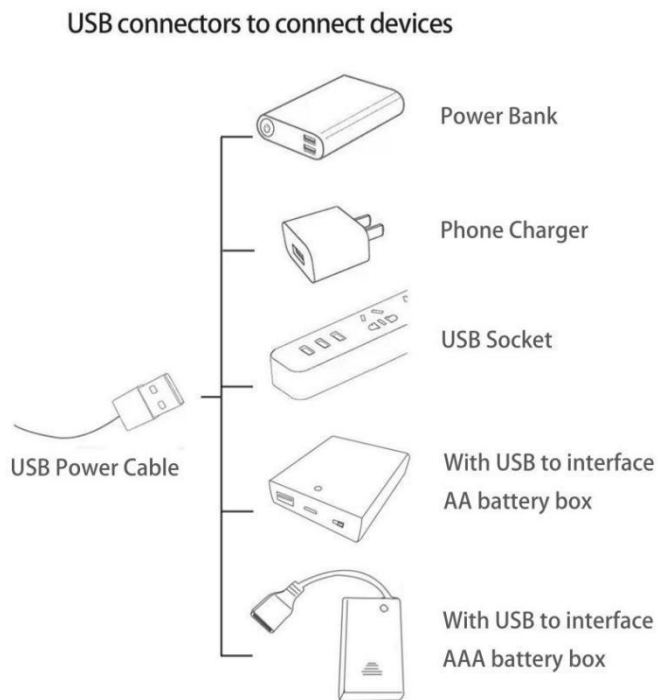 USB connectors to connect devices
Power Bank
Phone Charger
USB Socket
USB Power Cable
With USB to interface
AA battery box
With USB to interface
AAA battery box